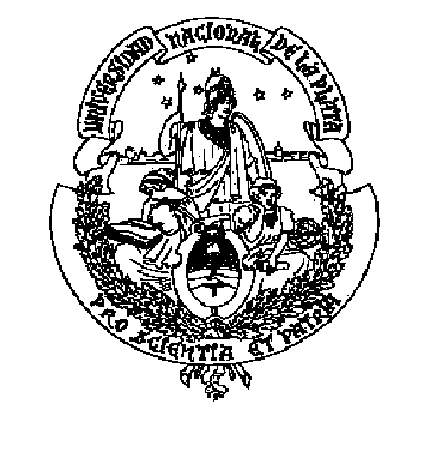 UNIVERSIDAD NACIONAL DE LA PLATA
PRO SCIENTIA ET PATRIA